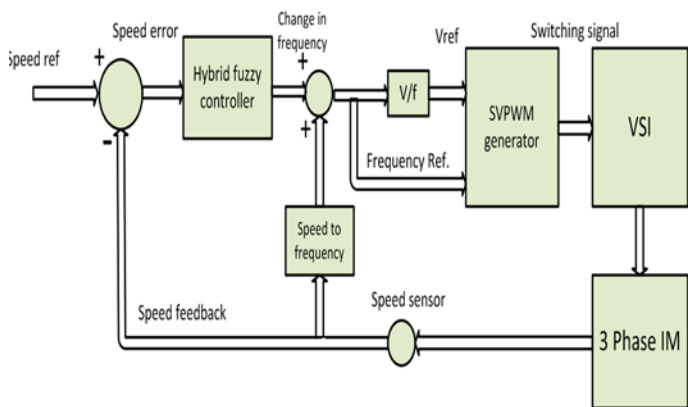 Speed ref
+
-
Speed error
Hybrid fuzzy
controller
Change in
frequency
+
+
V/f
Vref
Frequency Ref.
SVPWM
generator
Switching signal
VSI
Speed to
frequency
Speed feedback
Speed sensor
3 Phase IM